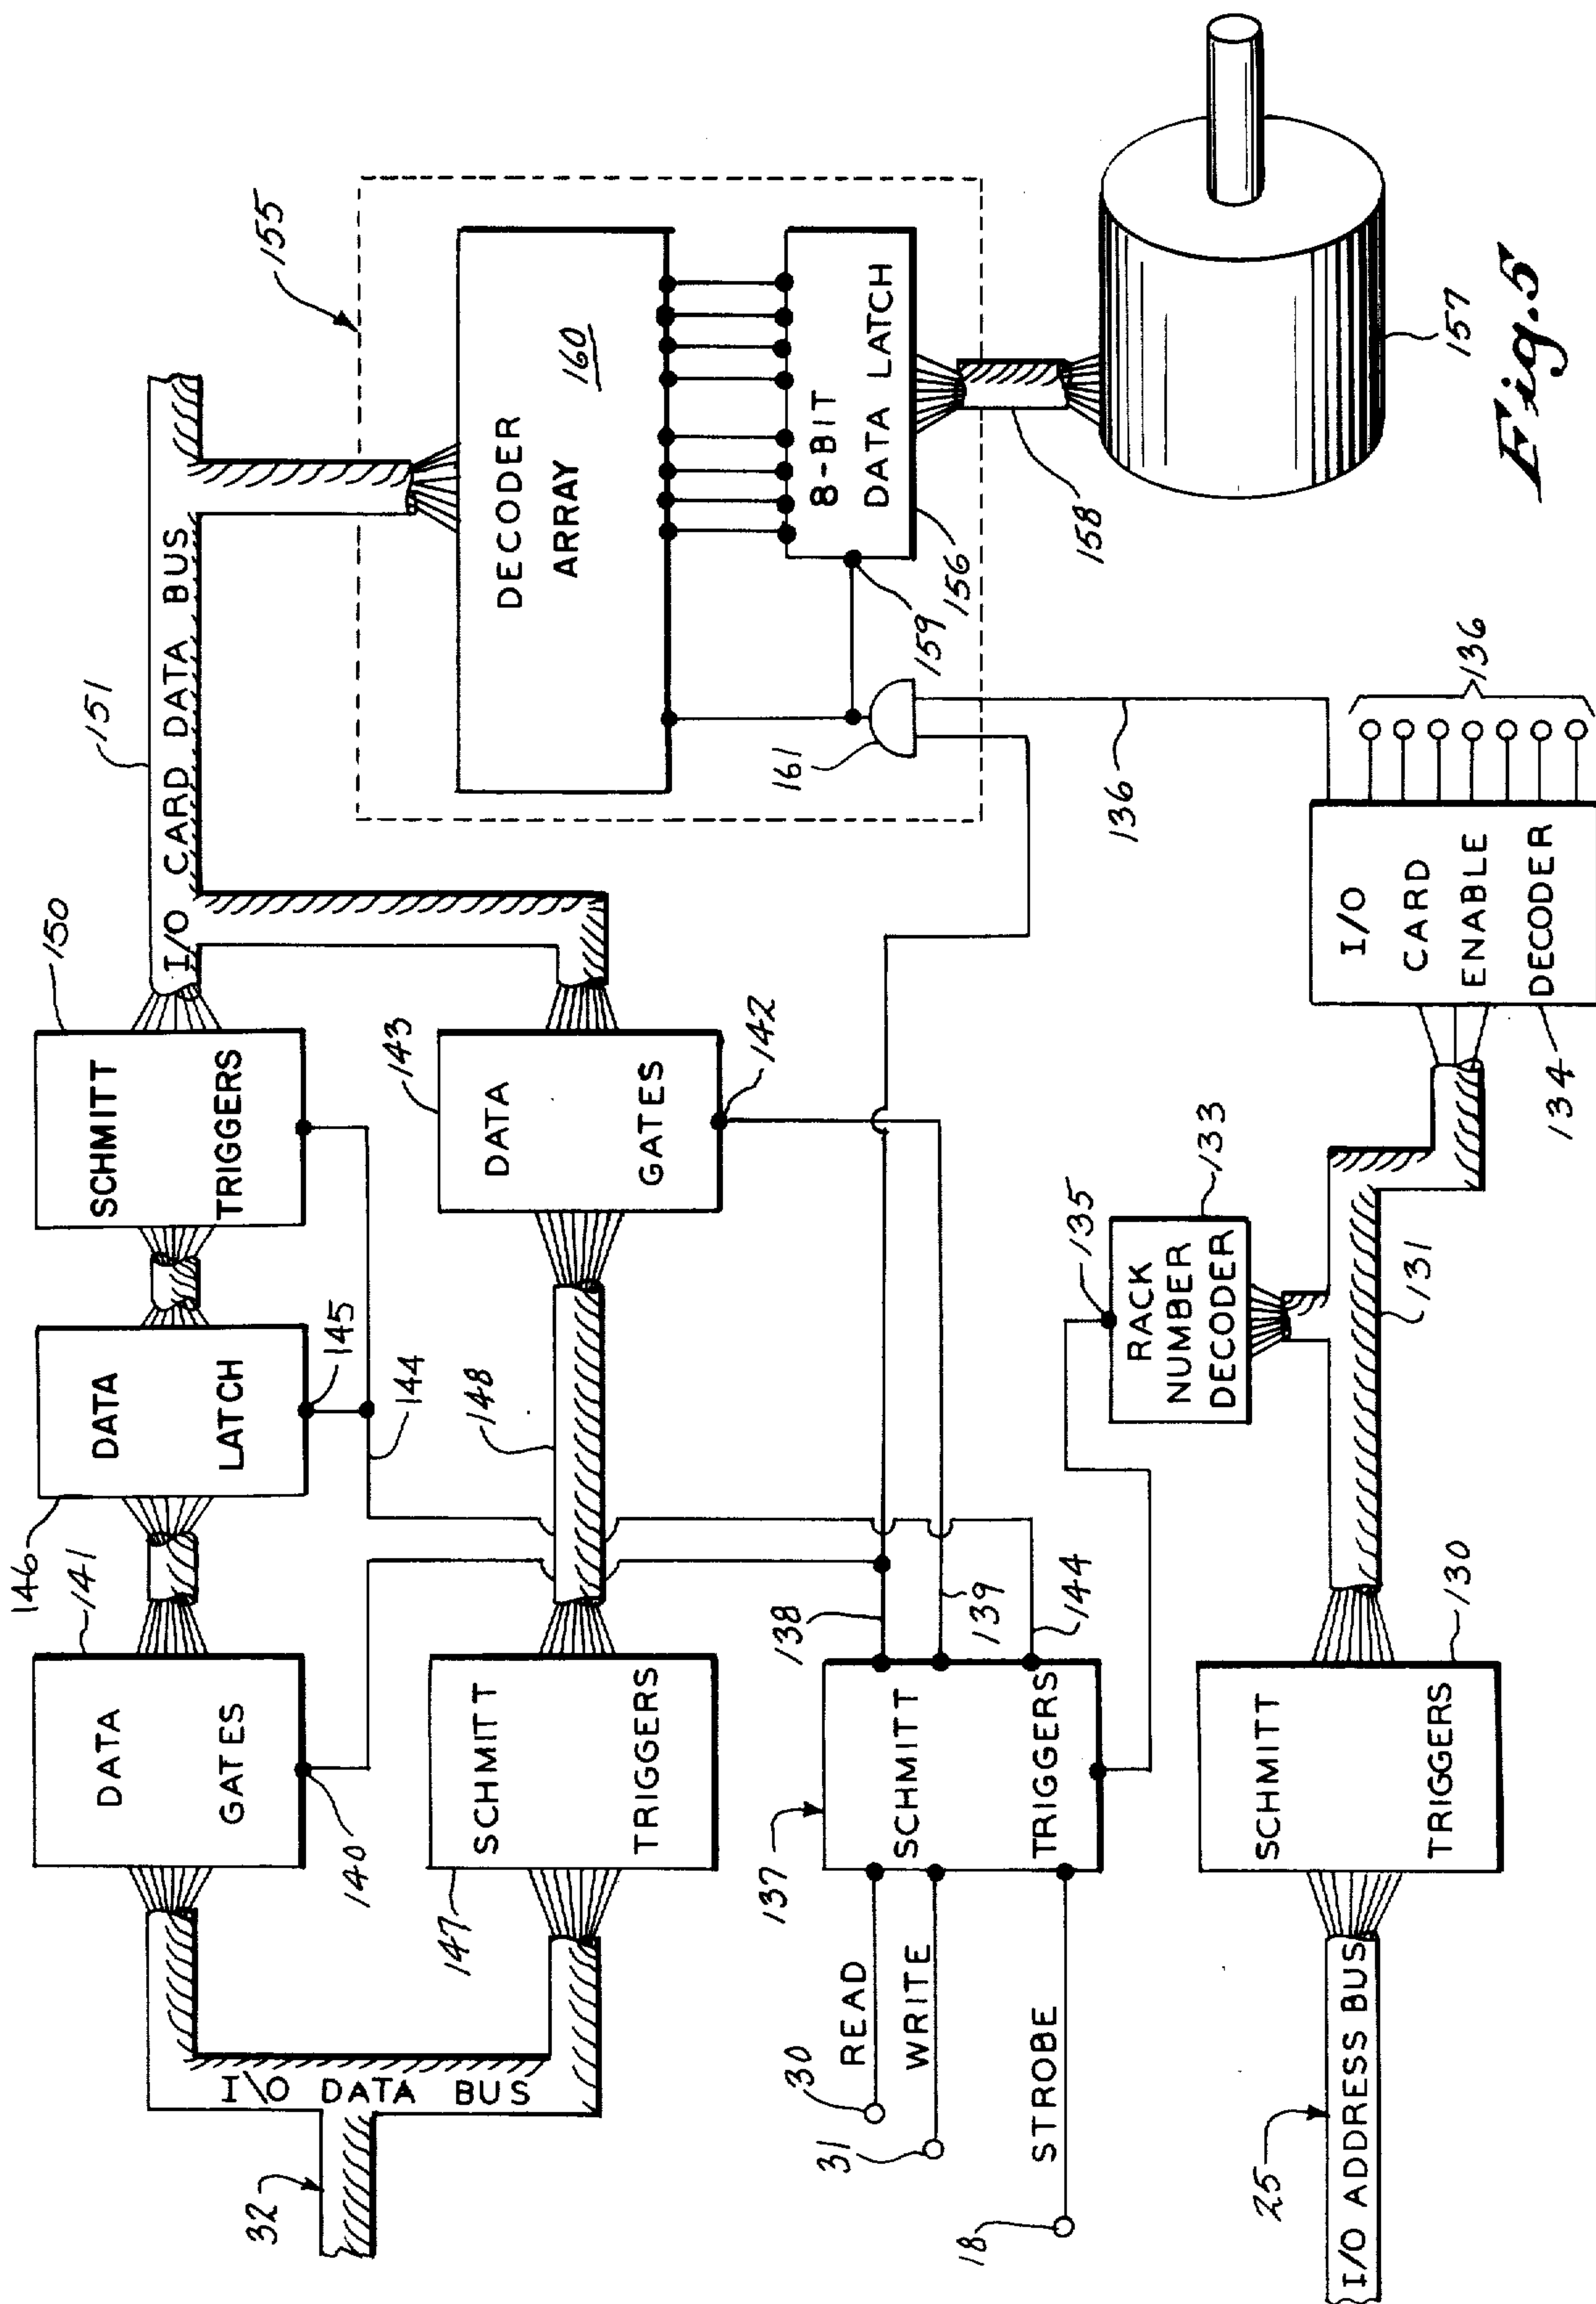 32
I/O DATA BUS
DATA
GATES
141
140
146
DATA
LATCH
145
144
SCHMITT
TRIGGERS
150
151
I/O CARD DATA BUS
155
DECODER
ARRAY
160
8-BIT
DATA LATCH
159
156
161
158
157
147
SCHMITT
TRIGGERS
148
143
DATA
GATES
142
30
READ
31
WRITE
18
STROBE
137
SCHMITT
TRIGGERS
138
139
144
135
133
RACK
NUMBER
DECODER
136
136
25
I/O ADDRESS BUS
SCHMITT
TRIGGERS
130
131
134
I/O
CARD
ENABLE
DECODER
Fig.5